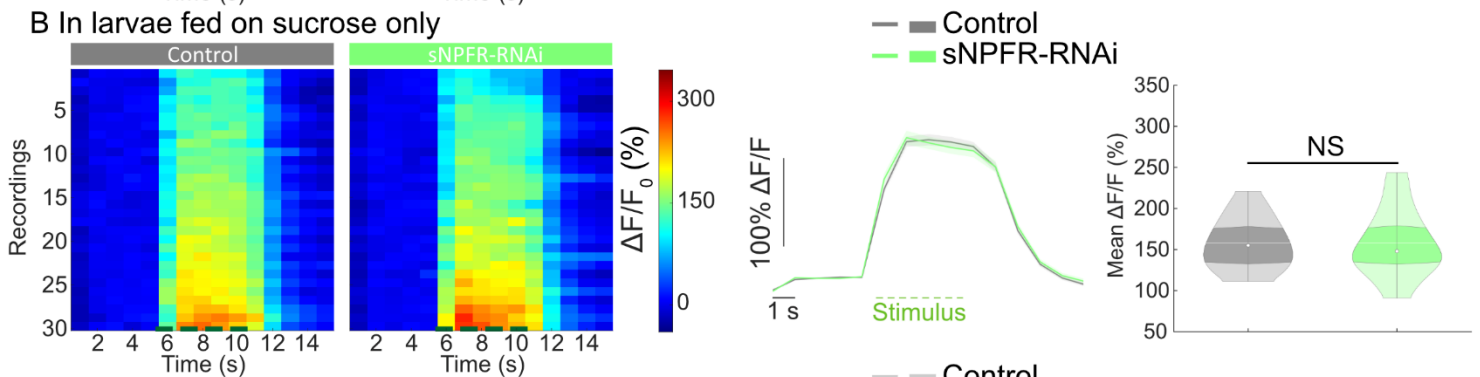 Time (s) Time (s)
B In larvae fed on sucrose only
Control
sNPFR-RNAi
Control
sNPFR-RNAi
Recordings
5
10
15
20
25
30
2 4 6 8 10 12 14
Time (s)
2 4 6 8 10 12 14
Time (s)
300
150
0
ΔF/F0 (%)
100% ΔF/F
1 s
Stimulus
Mean ΔF/F (%)
350
300
250
200
150
100
50
NS
Control